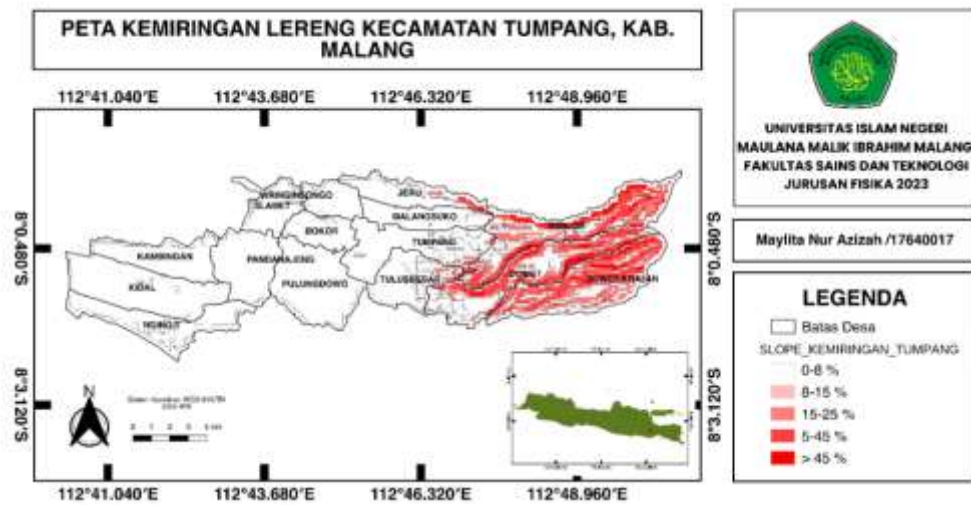 PETA KEMIRINGAN LERENG KECAMATAN TUMPANG, KAB.
MALANG
112°41.040'E 112°43.680'E 112°46.320'E 112°48.960'E
8°0.480'S
8°3.120'S
WRINGINSONGO
SLAMET
JERU
MALANGSUKO
BOKOR
TUMPANG
KAMBINGAN
PANDANAJENG
KIDAL
PULUNGDOWO
TULUSBESAR
NGINGIT
N
0 1 2 3
8°0.480'S
8°3.120'S
112°41.040'E 112°43.680'E 112°46.320'E 112°48.960'E
UNIVERSITAS ISLAM NEGERI
MAULANA MALIK IBRAHIM MALANG
FAKULTAS SAINS DAN TEKNOLOGI
JURUSAN FISIKA 2023
Maylita Nur Azizah /17640017
LEGENDA
Batas Desa
SLOPE_KEMIRINGAN_TUMPANG
0-8 %
8-15 %
15-25 %
5-45 %
> 45 %